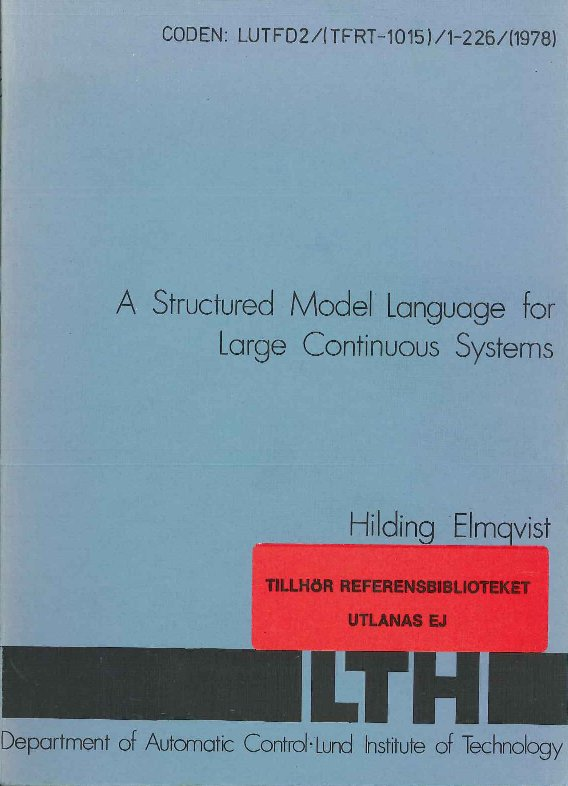 CODEN: LUTFD2/(TFRT-1015)/1-226/(1978)
A Structured Model Language for
Large Continuous Systems
Hilding Elmqvist
TILLHÖR REFERENSBIBLIOTEKET
UTLANAS EJ
LTH
Department of Automatic Control·Lund Institute of Technology